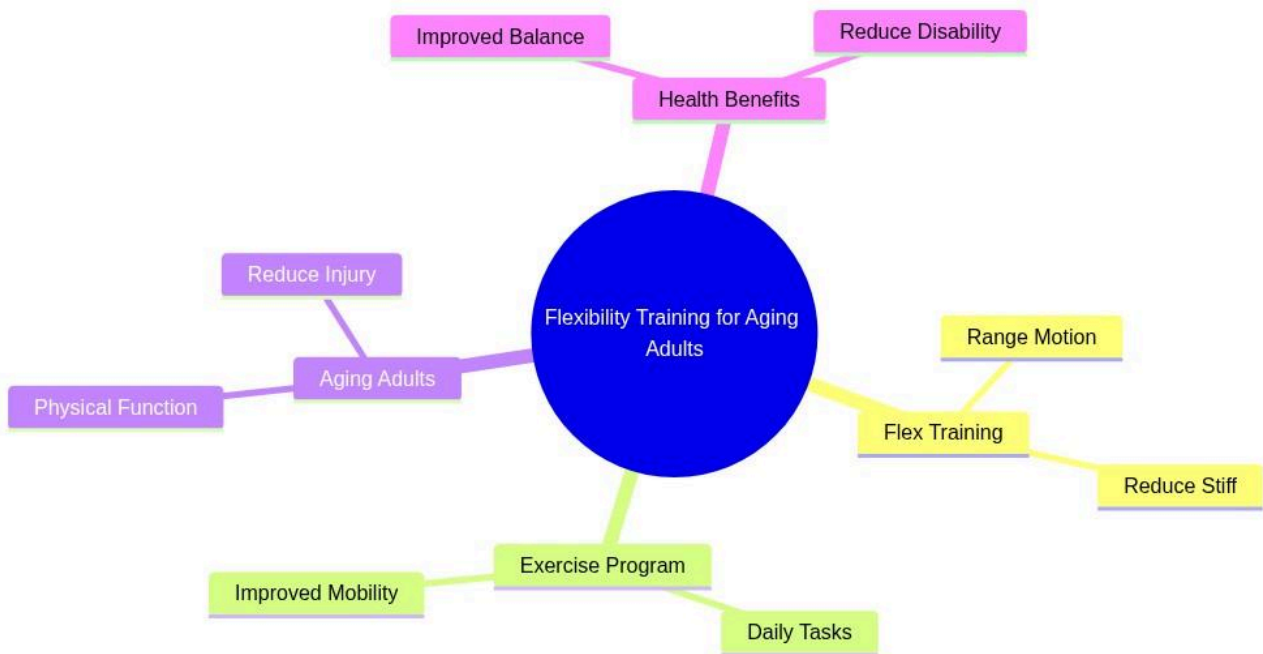 Improved Balance
Reduce Disability
Health Benefits
Reduce Injury
Flexibility Training for Aging
Adults
Range Motion
Aging Adults
Physical Function
Flex Training
Reduce Stiff
Exercise Program
Improved Mobility
Daily Tasks